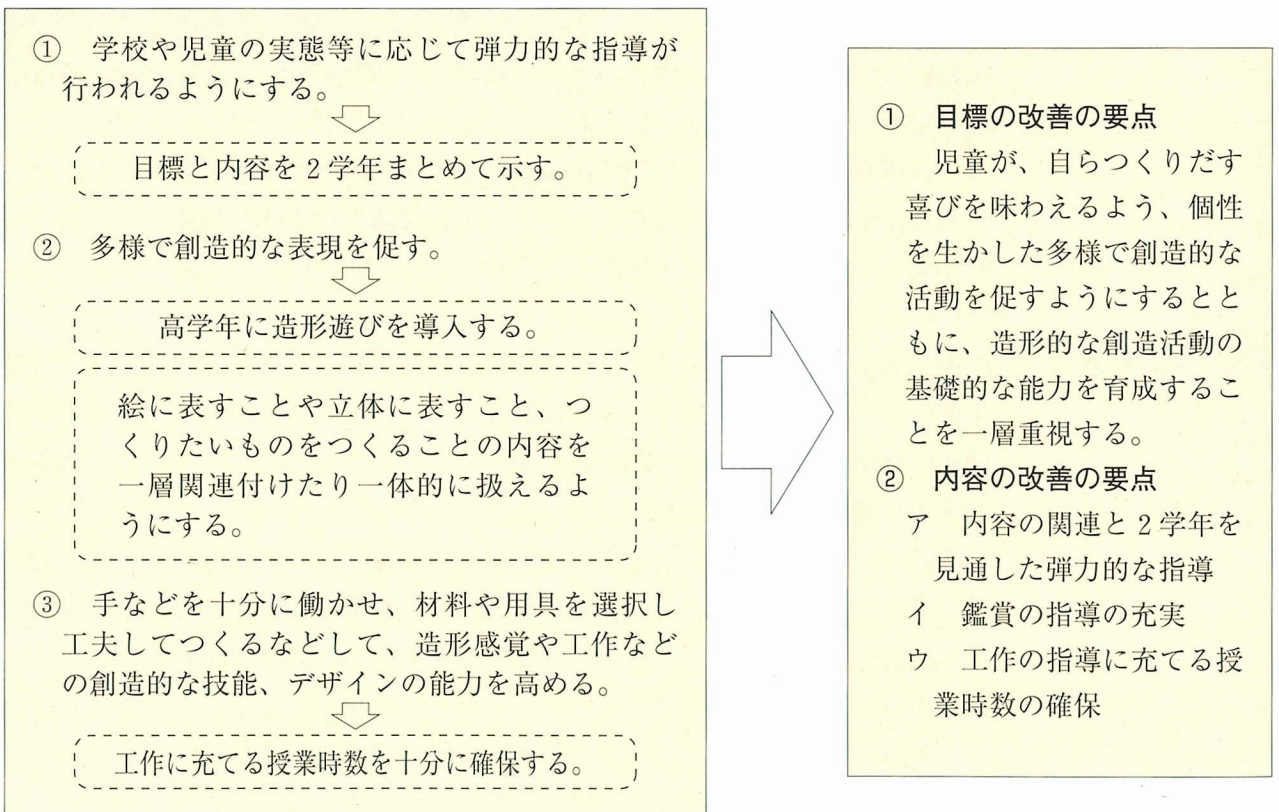 ① 学校や児童の実態等に応じて弾力的な指導が
行われるようにする。
目標と内容を2学年まとめて示す。
② 多様で創造的な表現を促す。
高学年に造形遊びを導入する。
絵に表すことや立体に表すこと、つ
くりたいものをつくることの内容を
一層関連付けたり一体的に扱えるよ
うにする。
③ 手などを十分に働かせ、材料や用具を選択し
工夫してつくるなどして、造形感覚や工作など
の創造的な技能、デザインの能力を高める。
工作に充てる授業時数を十分に確保する。
① 目標の改善の要点
児童が、自らつくりだす
喜びを味わえるよう、個性
を生かした多様で創造的な
活動を促すようにするとと
もに、造形的な創造活動の
基礎的な能力を育成するこ
とを一層重視する。
② 内容の改善の要点
ア 内容の関連と2学年を
見通した弾力的な指導
イ 鑑賞の指導の充実
ウ 工作の指導に充てる授
業時数の確保